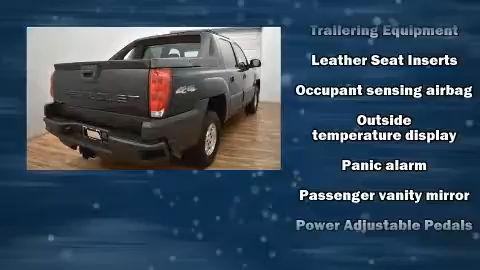 Trailering Equipment
Leather Seat Inserts
Occupant sensing airbag
Outside
temperature display
Panic alarm
Passenger vanity mirror
Power Adjustable Pedals